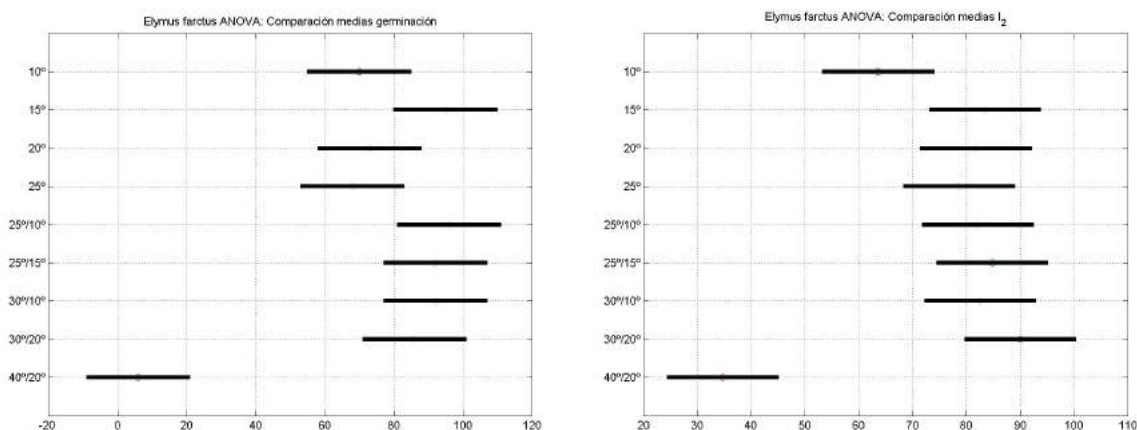 Elymus farctus ANOVA: Comparación medias germinación
10º
15º
20º
25º
25º/10º
25º/15º
30º/10º
30º/20º
40º/20º
-20 0 20 40 60 80 100 120
Elymus farctus ANOVA: Comparación medias I2
10º
15º
20º
25º
25º/10º
25º/15º
30º/10º
30º/20º
40º/20º
20 30 40 50 60 70 80 90 100 110